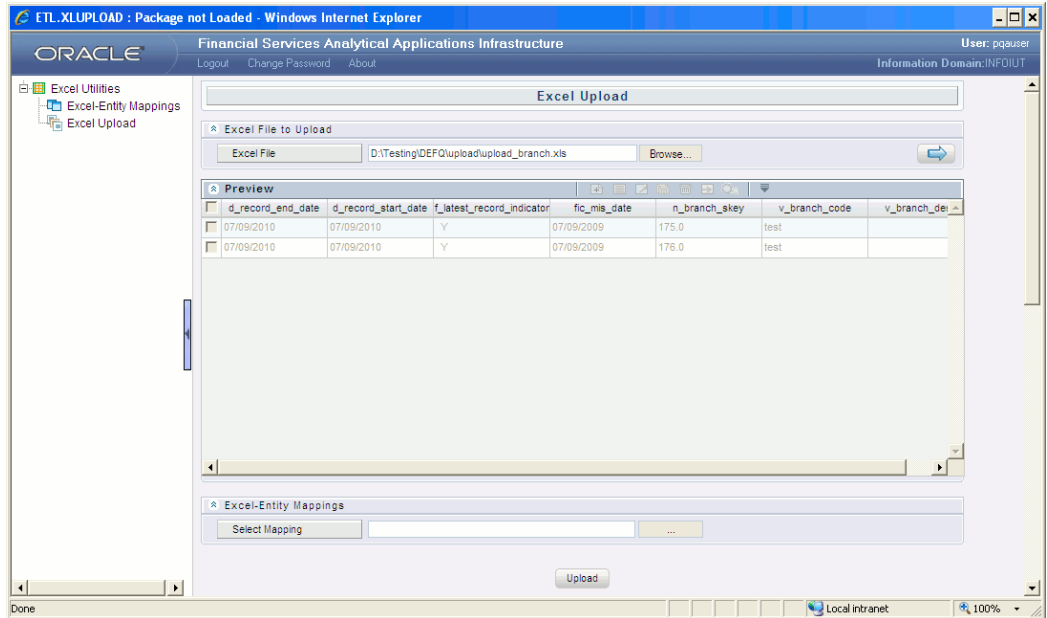 ETL.XLUPLOAD : Package not Loaded - Windows Internet Explorer
ORACLE
Financial Services Analytical Applications Infrastructure
User: pqauser
Logout Change Password About
Information Domain:INFOIUT
Excel Utilities
Excel-Entity Mappings
Excel Upload
Excel Upload
Excel File to Upload
Excel File D:\Testing\DEFQ\upload\upload_branch.xls Browse...
Preview
d_record_end_date d_record_start_date f_latest_record_indicator fic_mis_date n_branch_skey v_branch_code v_branch_des
07/09/2010 07/09/2010 Y 07/09/2009 175.0 test
07/09/2010 07/09/2010 Y 07/09/2009 176.0 test
Excel-Entity Mappings
Select Mapping ...
Upload
Done Local intranet 100%